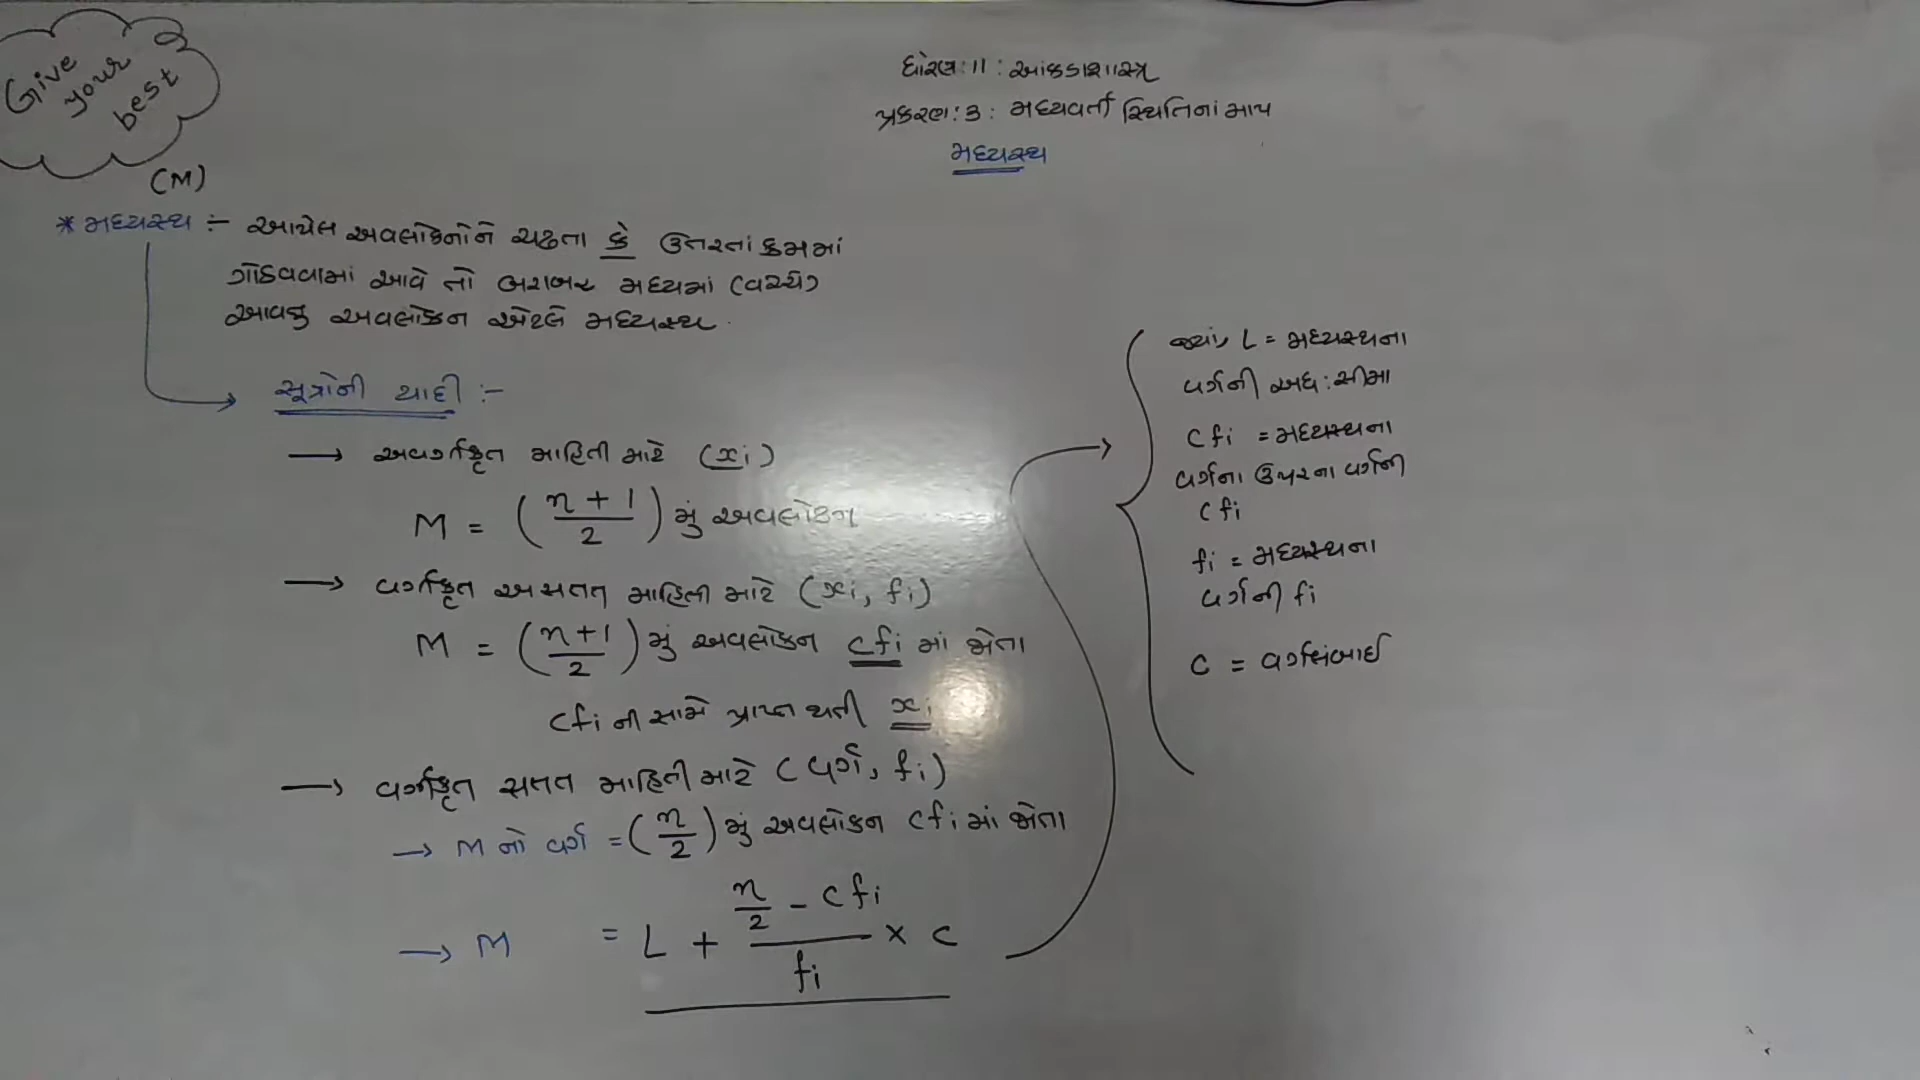 Give
your
best
ધોરણ:11 : આંકડાશાસ્ત્ર
પ્રકરણ:3 : મધ્યવર્તી સ્થિતિનાં માપ
મધ્યસ્થ
(M)
* મધ્યસ્થ :- આપેલ અવલોકનોને ચઢતા કે ઉતરતાં ક્રમમાં
ગોઠવવામાં આવે તો બરાબર મધ્યમાં (વચ્ચે)
આવતુ અવલોકન એટલે મધ્યસ્થ.
સૂત્રોની યાદી :-
→ અવર્ગીકૃત માહિતી માટે (xi)
M = ( n + 1 / 2 ) મું અવલોકન
→ વર્ગીકૃત અસતત માહિતી માટે (xi, fi)
M = ( n+1 / 2 ) મું અવલોકન cfi માં જોતા
cfi ની સામે પ્રાપ્ત થતી xi
→ વર્ગીકૃત સતત માહિતી માટે (વર્ગ, fi)
→ M નો વર્ગ = ( n / 2 ) મું અવલોકન cfi માં જોતા
→ M = L + n/2 - cfi / fi × c
જ્યાં, L = મધ્યસ્થના
વર્ગની અધ:સીમા
cfi = મધ્યસ્થના
વર્ગના ઉપરના વર્ગની
cfi
fi = મધ્યસ્થના
વર્ગની fi
c = વર્ગલંબાઈ